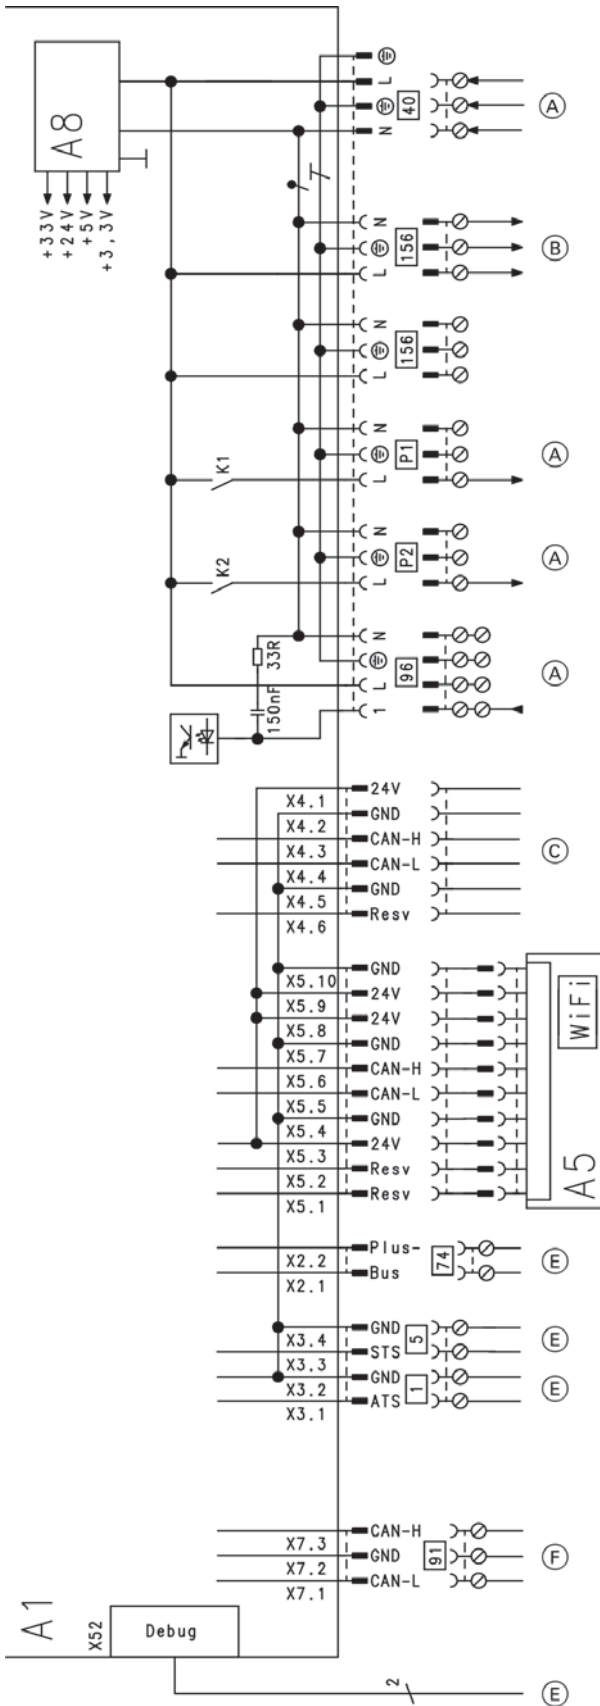 A8
+33V
+24V
+5V
+3,3V
L
40
N
A
N
156
L
B
N
156
L
K1
N
P1
L
A
K2
N
P2
L
A
33R
150nF
N
96
L
1
A
X4.1 24V
X4.2 GND
X4.3 CAN-H
X4.4 CAN-L
X4.5 GND
X4.6 Resv
C
X5.10 GND
X5.9 24V
X5.8 24V
X5.7 GND
X5.6 CAN-H
X5.5 CAN-L
X5.4 GND
X5.3 24V
X5.2 Resv
X5.1 Resv
WiFi
A5
X2.2 Plus-
X2.1 Bus
74
E
X3.4 GND
X3.3 STS
5
E
X3.2 GND
X3.1 ATS
1
E
X7.3 CAN-H
X7.2 GND
X7.1 CAN-L
91
F
A1
X52
Debug
2
E